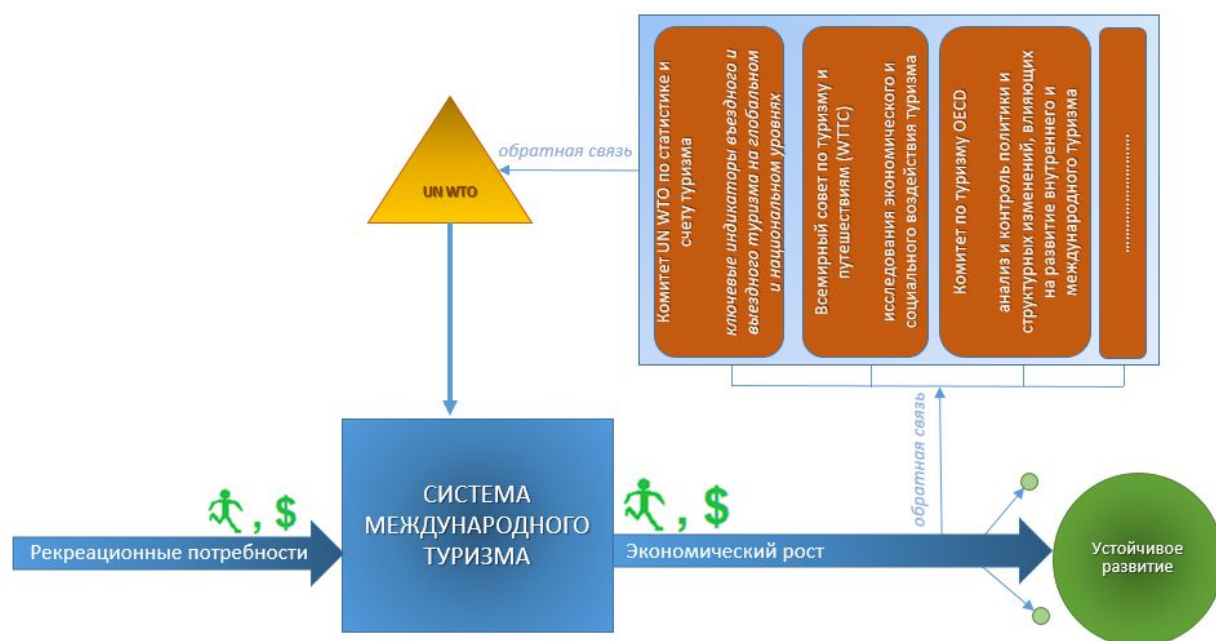 Комитет UN WTO по статистике и
счету туризма
ключевые индикаторы въездного и
выездного туризма на глобальном
и национальном уровнях
Всемирный совет по туризму и
путешествиям (WTTC)
исследования экономического и
социального воздействия туризма
Комитет по туризму OECD
анализ и контроль политики и
структурных изменений, влияющих
на развитие внутреннего и
международного туризма
................................
обратная связь
UN WTO
обратная связь
, $
, $
СИСТЕМА
МЕЖДУНАРОДНОГО
ТУРИЗМА
Рекреационные потребности
Экономический рост
Устойчивое
развитие